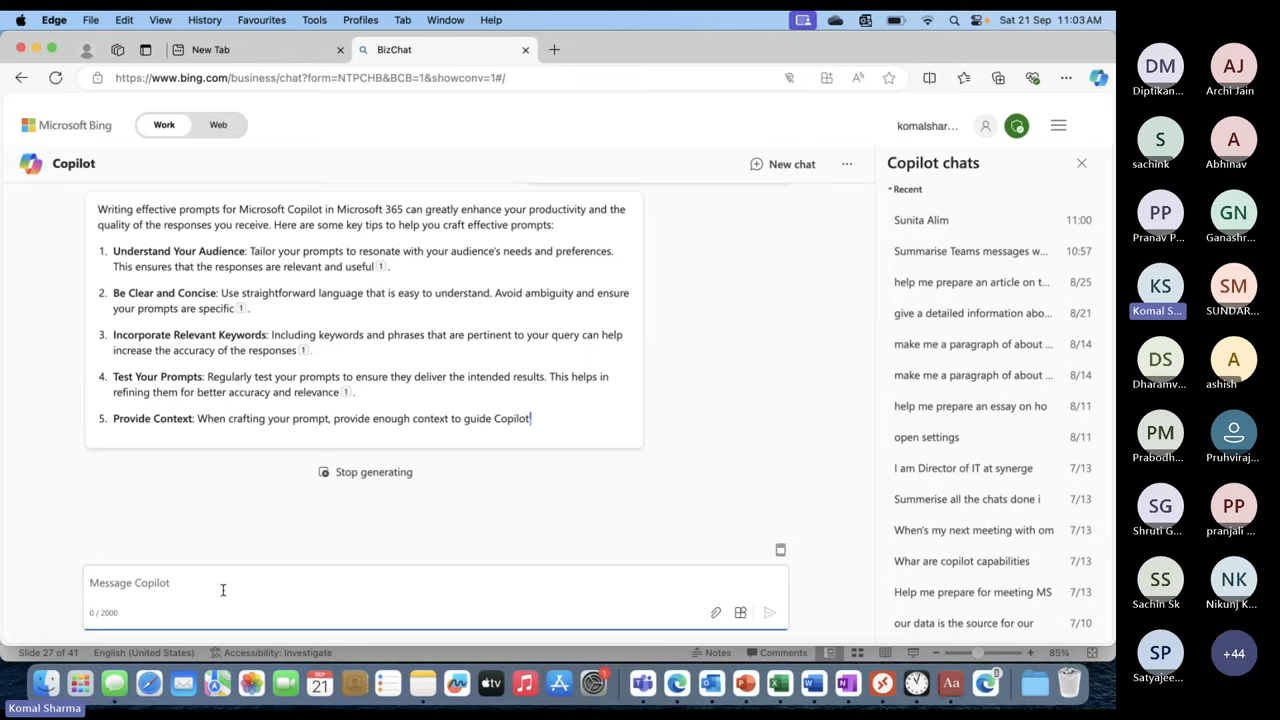 Edge File Edit View History Favourites Tools Profiles Tab Window Help Sat 21 Sep 11:03 AM
New Tab BizChat
https://www.bing.com/business/chat?form=NTPCHB&BCB=1&showconv=1#/
Microsoft Bing Work Web komalshar...
Copilot New chat
Writing effective prompts for Microsoft Copilot in Microsoft 365 can greatly enhance your productivity and the
quality of the responses you receive. Here are some key tips to help you craft effective prompts:
1. Understand Your Audience: Tailor your prompts to resonate with your audience's needs and preferences.
This ensures that the responses are relevant and useful 1 .
2. Be Clear and Concise: Use straightforward language that is easy to understand. Avoid ambiguity and ensure
your prompts are specific 1 .
3. Incorporate Relevant Keywords: Including keywords and phrases that are pertinent to your query can help
increase the accuracy of the responses 1 .
4. Test Your Prompts: Regularly test your prompts to ensure they deliver the intended results. This helps in
refining them for better accuracy and relevance 1 .
5. Provide Context: When crafting your prompt, provide enough context to guide Copilot
Stop generating
Message Copilot
0 / 2000
Copilot chats
Recent
Sunita Alim 11:00
Summarise Teams messages w... 10:57
help me prepare an article on t... 8/25
give a detailed information abo... 8/21
make me a paragraph of about ... 8/14
make me a paragraph of about ... 8/14
help me prepare an essay on ho 8/11
open settings 8/11
I am Director of IT at synerge 7/13
Summerise all the chats done i 7/13
When's my next meeting with om 7/13
Whar are copilot capabilities 7/13
Help me prepare for meeting MS 7/13
our data is the source for our 7/10
Slide 27 of 41 English (United States) Accessibility: Investigate Notes Comments 85%
SEP 21 tv Aa 1
Komal Sharma
DM AJ
Diptikan... Archi Jain
S A
sachink Abhinav
PP GN
Pranav P... Ganashr...
KS SM
Komal S... SUNDAR...
DS A
Dharamv... ashish
PM
Prabodh... Pruhviraj...
SG PP
Shruti G... pranjali ...
SS NK
Sachin Sk Nikunj K...
SP +44
Satyajee...